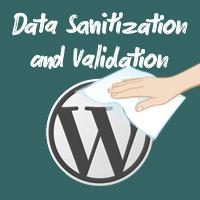 Data Sanitization
and Validation
W